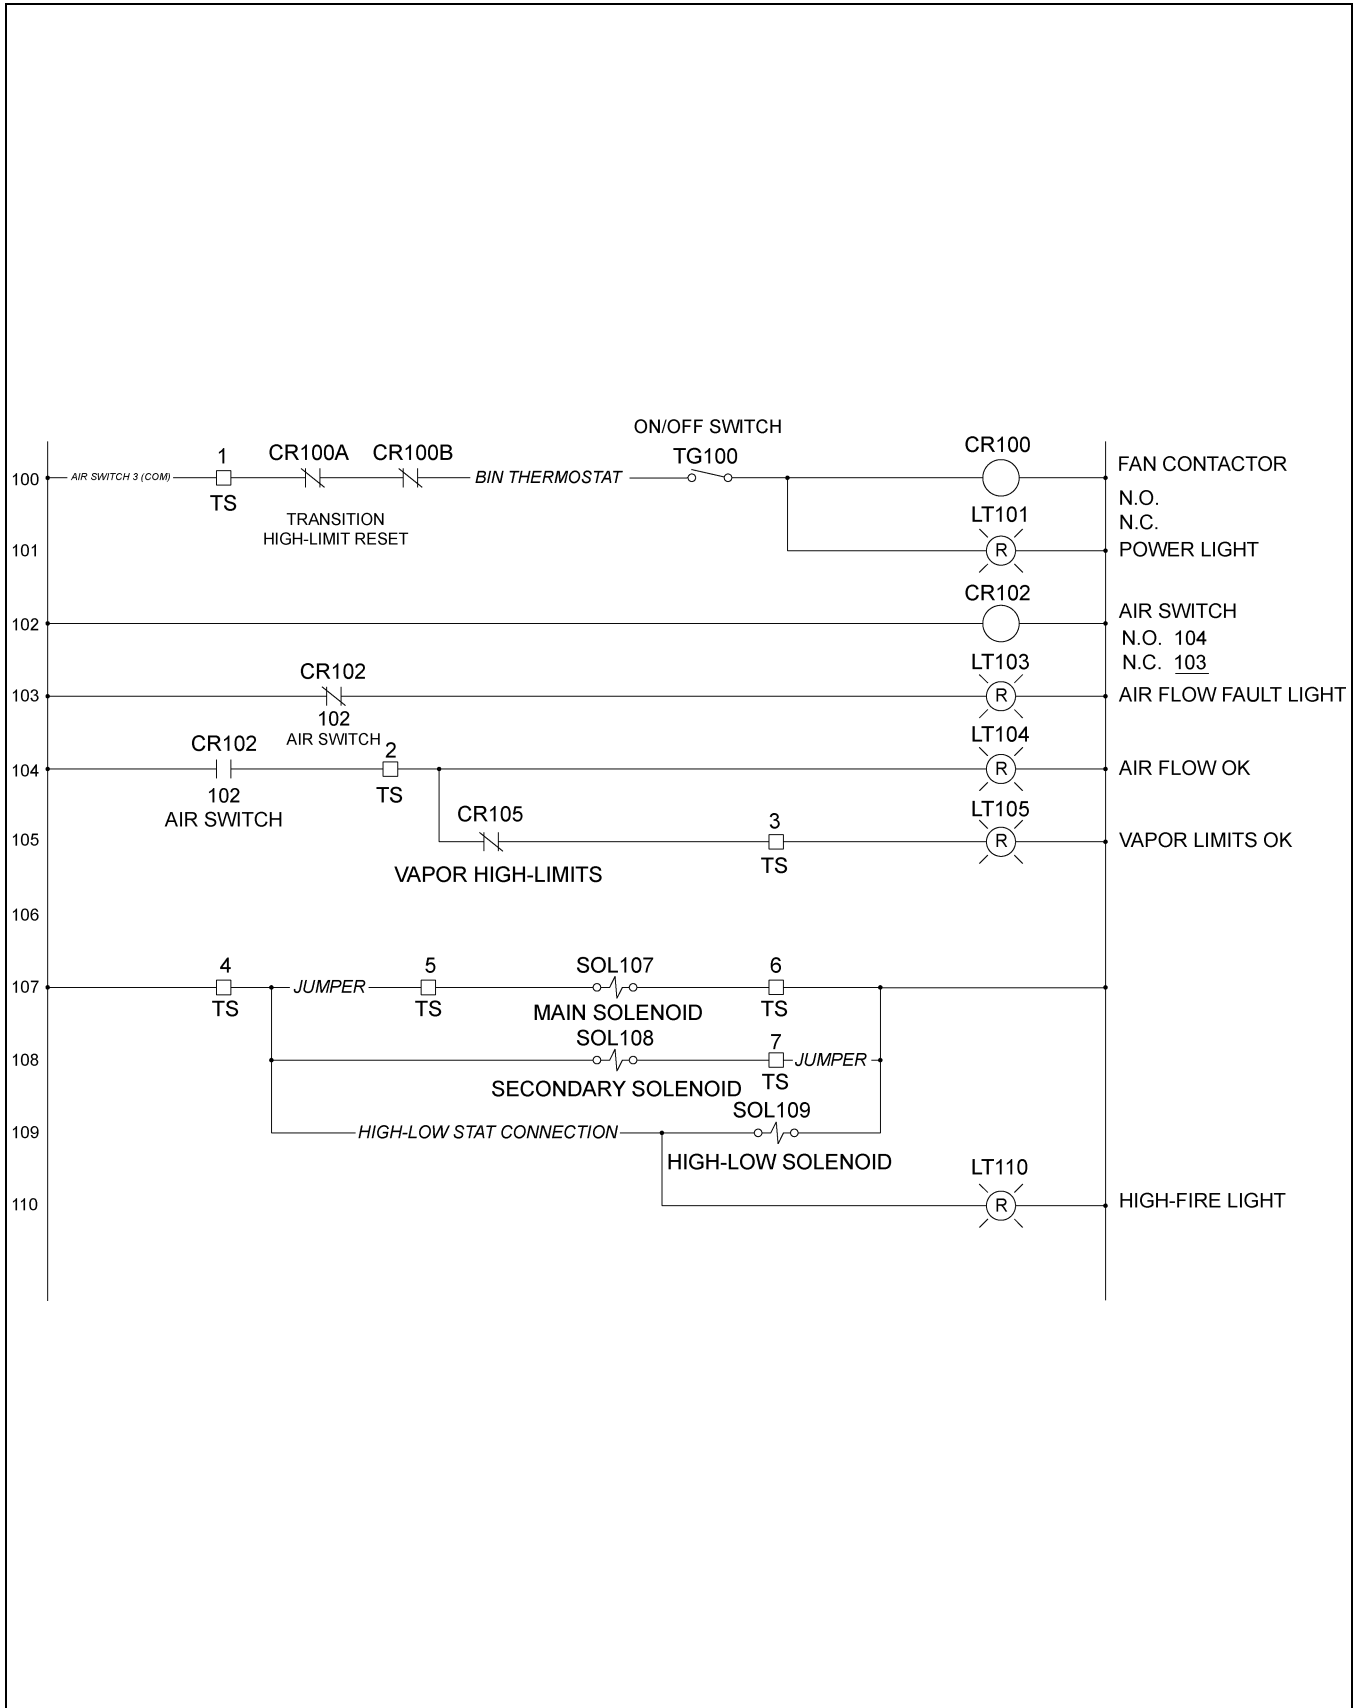 ON/OFF SWITCH
1 CR100A CR100B TG100 CR100
100 AIR SWITCH 3 (COM) BIN THERMOSTAT FAN CONTACTOR
TS
TRANSITION
HIGH-LIMIT RESET
N.O.
N.C.
LT101
101 R POWER LIGHT
CR102
102 AIR SWITCH
N.O. 104
N.C. 103
CR102 LT103
103 R AIR FLOW FAULT LIGHT
102
AIR SWITCH
CR102 2 LT104
104 R AIR FLOW OK
102 TS
AIR SWITCH
CR105 3 LT105
105 R VAPOR LIMITS OK
VAPOR HIGH-LIMITS TS
106
4 5 SOL107 6
107 JUMPER
TS TS MAIN SOLENOID TS
SOL108 7
108 JUMPER
SECONDARY SOLENOID TS
SOL109
109 HIGH-LOW STAT CONNECTION
HIGH-LOW SOLENOID
LT110
110 R HIGH-FIRE LIGHT